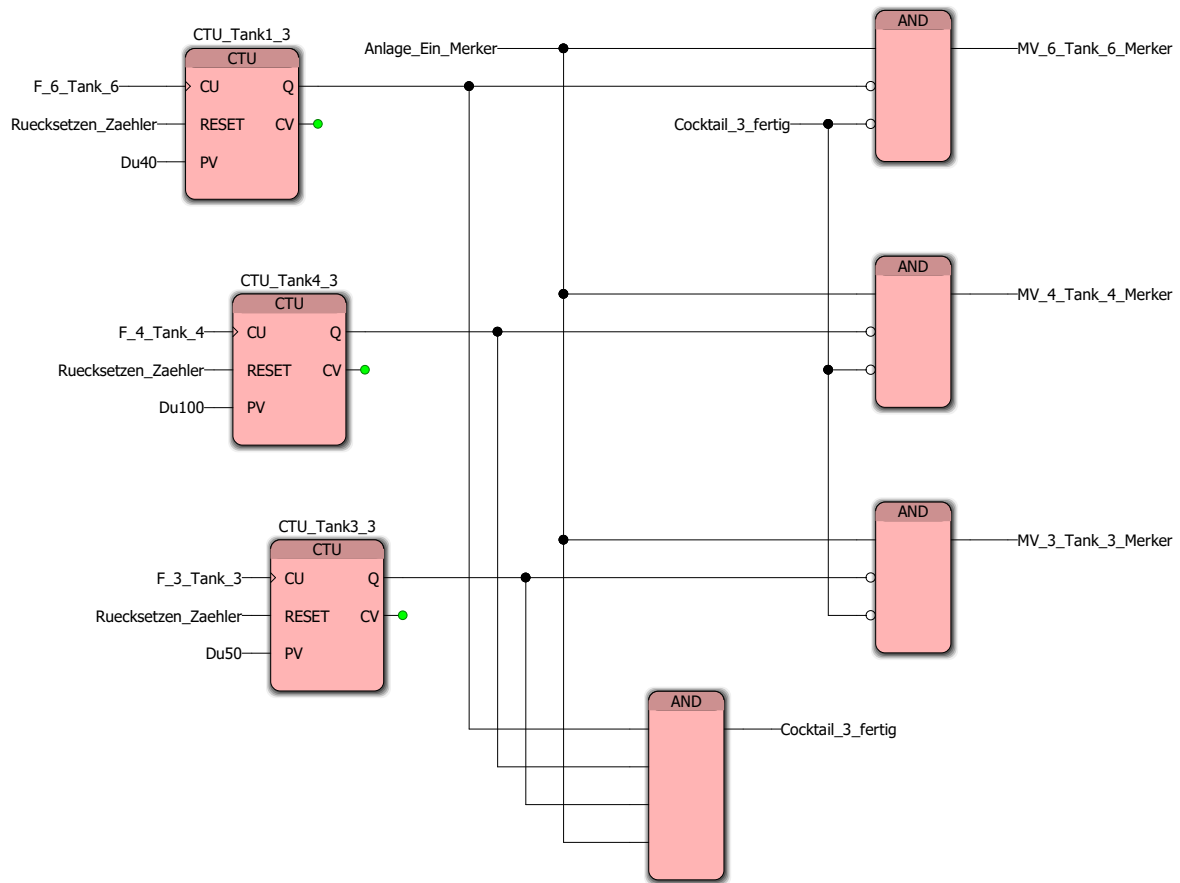 AND
CTU_Tank1_3
Anlage_Ein_Merker
MV_6_Tank_6_Merker
CTU
F_6_Tank_6
CU
Q
Ruecksetzen_Zaehler
RESET
CV
Cocktail_3_fertig
Du40
PV
AND
CTU_Tank4_3
MV_4_Tank_4_Merker
CTU
F_4_Tank_4
CU
Q
Ruecksetzen_Zaehler
RESET
CV
Du100
PV
AND
CTU_Tank3_3
MV_3_Tank_3_Merker
CTU
F_3_Tank_3
CU
Q
Ruecksetzen_Zaehler
RESET
CV
Du50
PV
AND
Cocktail_3_fertig